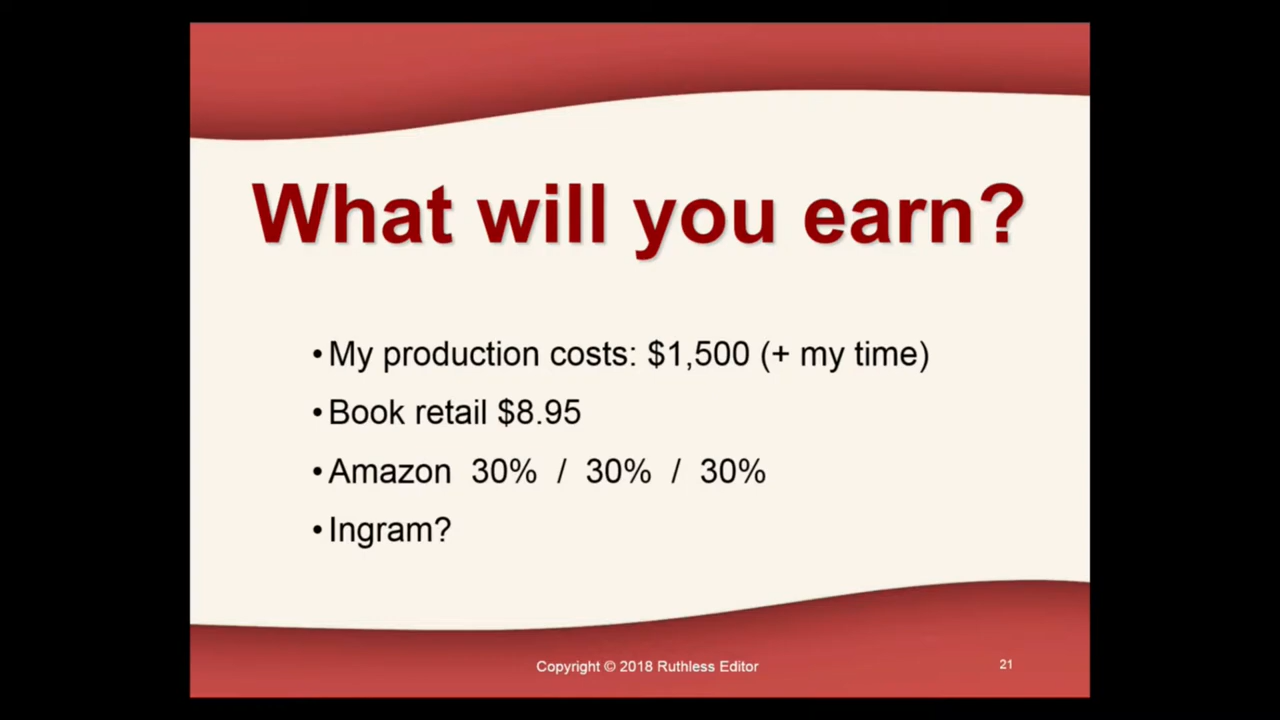 What will you earn?
•My production costs: $1,500 (+ my time)
•Book retail $8.95
•Amazon 30% / 30% / 30%
•Ingram?
Copyright © 2018 Ruthless Editor
21